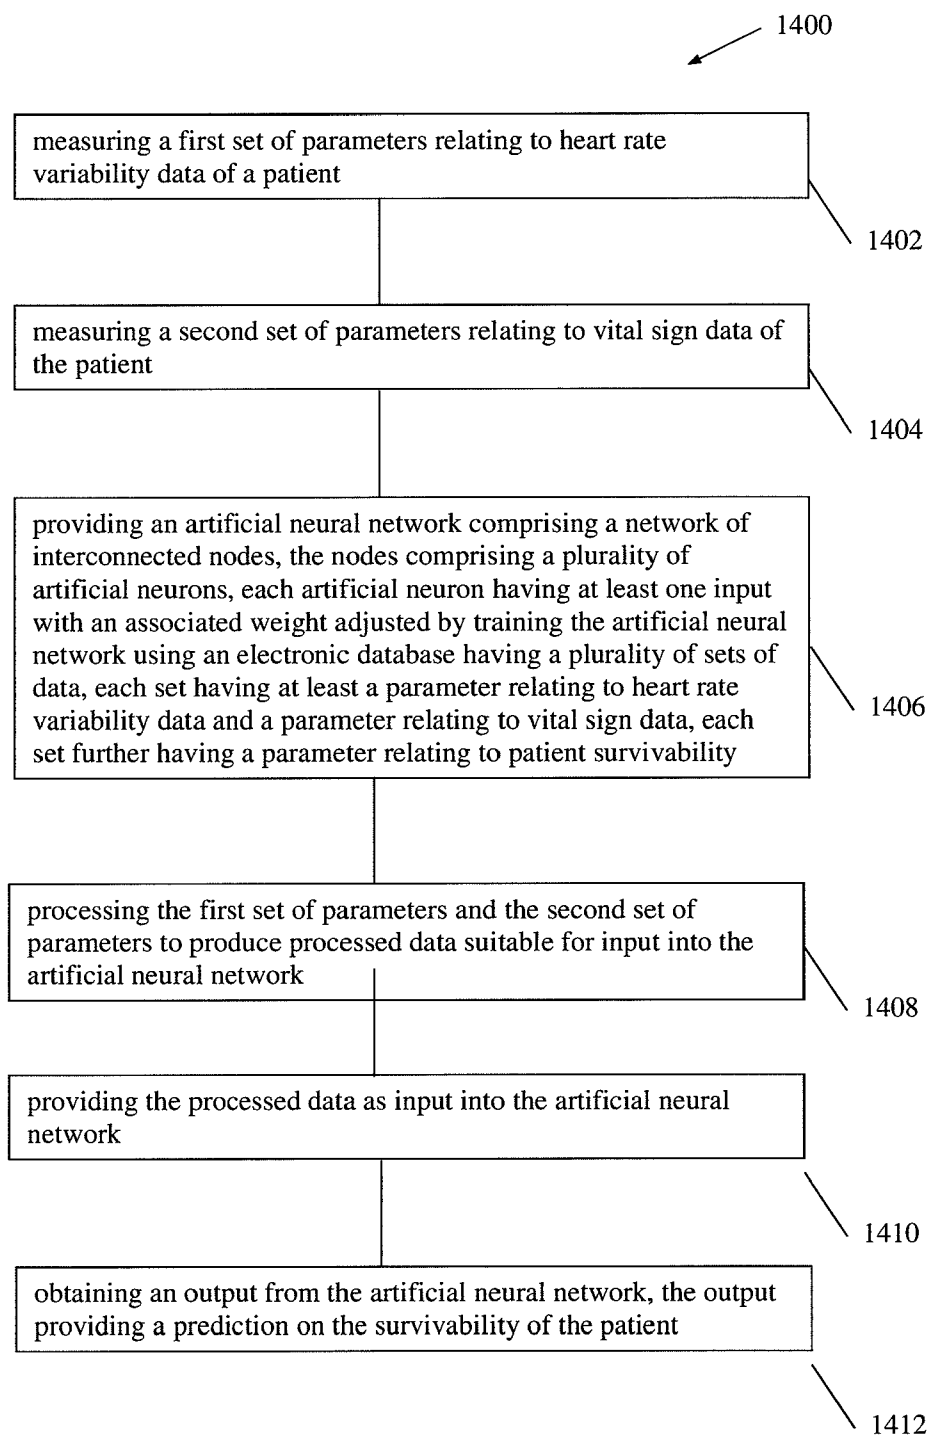 1400
measuring a first set of parameters relating to heart rate
variability data of a patient
1402
measuring a second set of parameters relating to vital sign data of
the patient
1404
providing an artificial neural network comprising a network of
interconnected nodes, the nodes comprising a plurality of
artificial neurons, each artificial neuron having at least one input
with an associated weight adjusted by training the artificial neural
network using an electronic database having a plurality of sets of
data, each set having at least a parameter relating to heart rate
variability data and a parameter relating to vital sign data, each
set further having a parameter relating to patient survivability
1406
processing the first set of parameters and the second set of
parameters to produce processed data suitable for input into the
artificial neural network
1408
providing the processed data as input into the artificial neural
network
1410
obtaining an output from the artificial neural network, the output
providing a prediction on the survivability of the patient
1412